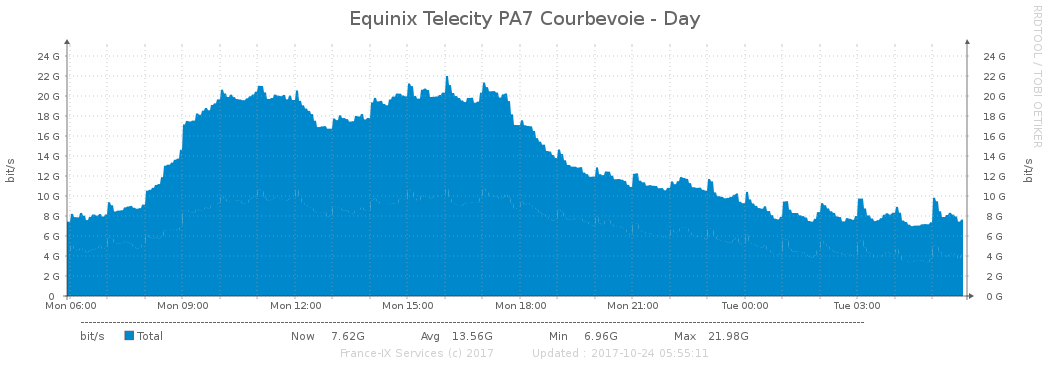 Equinix Telecity PA7 Courbevoie - Day
RRDTOOL / TOBI OETIKER
bit/s
24 G 24 G
22 G 22 G
20 G 20 G
18 G 18 G
16 G 16 G
14 G 14 G
12 G 12 G
10 G 10 G
8 G 8 G
6 G 6 G
4 G 4 G
2 G 2 G
0 0 G
bit/s
Mon 06:00 Mon 09:00 Mon 12:00 Mon 15:00 Mon 18:00 Mon 21:00 Tue 00:00 Tue 03:00
bit/s Total Now 7.62G Avg 13.56G Min 6.96G Max 21.98G
France-IX Services (c) 2017 Updated : 2017-10-24 05:55:11